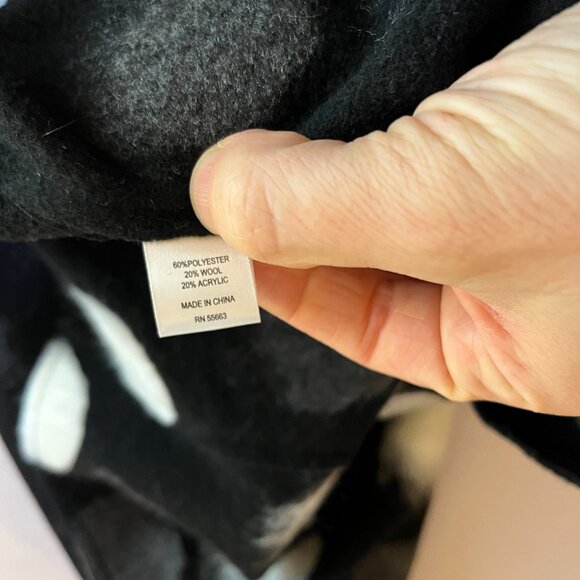 60%POLYESTER
20% WOOL
20% ACRYLIC
MADE IN CHINA
RN 55663